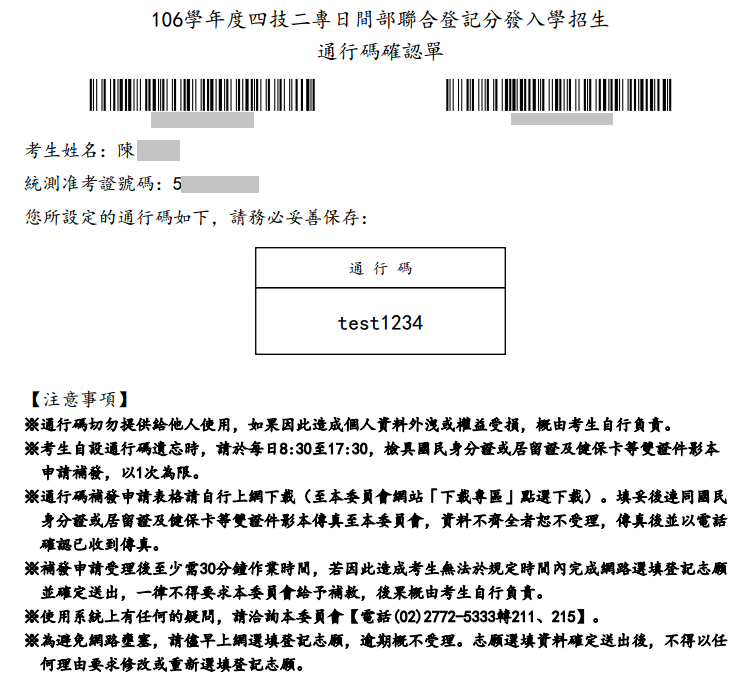 106學年度四技二專日間部聯合登記分發入學招生
通行碼確認單
考生姓名：陳
統測准考證號碼：5
您所設定的通行碼如下，請務必妥善保存：
通 行 碼
test1234
【注意事項】
※通行碼切勿提供給他人使用，如果因此造成個人資料外洩或權益受損，概由考生自行負責。
※考生自設通行碼遺忘時，請於每日8:30至17:30，檢具國民身分證或居留證及健保卡等雙證件影本
申請補發，以1次為限。
※通行碼補發申請表格請自行上網下載（至本委員會網站「下載專區」點選下載）。填妥後連同國民
身分證或居留證及健保卡等雙證件影本傳真至本委員會，資料不齊全者恕不受理，傳真後並以電話
確認已收到傳真。
※補發申請受理後至少需30分鐘作業時間，若因此造成考生無法於規定時間內完成網路選填登記志願
並確定送出，一律不得要求本委員會給予補救，後果概由考生自行負責。
※使用系統上有任何的疑問，請洽詢本委員會【電話(02)2772-5333轉211、215】。
※為避免網路壅塞，請儘早上網選填登記志願，逾期概不受理。志願選填資料確定送出後，不得以任
何理由要求修改或重新選填登記志願。